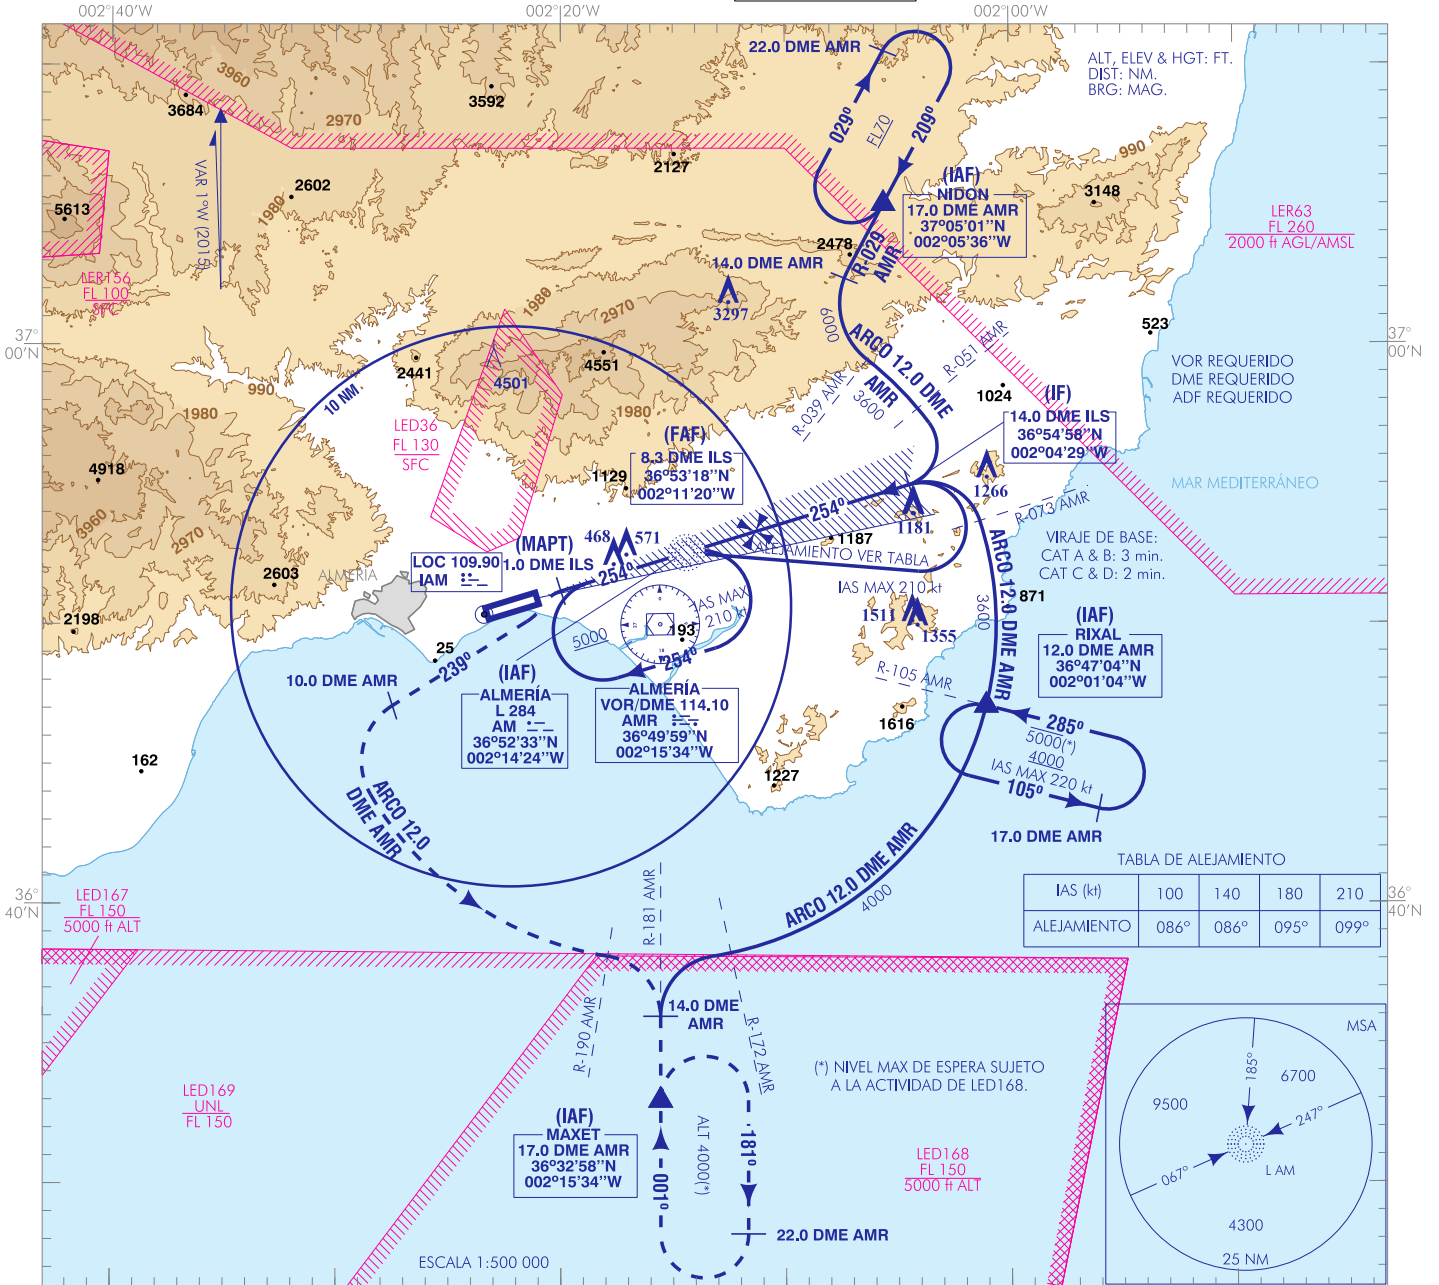 002°40'W
002°20'W
002°00'W
22.0 DME AMR
ALT, ELEV & HGT: FT.
DIST: NM.
BRG: MAG.
3960
3684
3592
2970
029°
FL70
209°
VAR 1°W (2015)
2127
990
2602
1980
5613
3148
(IAF)
NIDON
17.0 DME AMR
37°05'01''N
002°05'36''W
LER63
FL 260
2000 ft AGL/AMSL
2478
R-029
AMR
14.0 DME AMR
LER156
FL 100
SFC
3297
1980
2970
6000
523
37°
00'N
37°
00'N
ARCO 12.0 DME
AMR
R-051 AMR
VOR REQUERIDO
DME REQUERIDO
ADF REQUERIDO
2441
4551
4501
990
10 NM.
1980
1980
R-039 AMR
3600
1024
(IF)
14.0 DME ILS
36°54'58''N
002°04'29''W
LED36
FL 130
SFC
(FAF)
8.3 DME ILS
36°53'18''N
002°11'20''W
4918
1129
1266
MAR MEDITERRÁNEO
3960
2970
254°
1181
R-073 AMR
468
571
1187
VIRAJE DE BASE:
CAT A & B: 3 min.
CAT C & D: 2 min.
(MAPT)
1.0 DME ILS
ALEJAMIENTO VER TABLA
LOC 109.90
IAM
ALMERÍA
2603
254°
IAS MAX
210 kt
IAS MAX 210 kt
ARCO 12.0 DME AMR
3600
871
2198
1511
1355
(IAF)
RIXAL
12.0 DME AMR
36°47'04''N
002°01'04''W
5000
193
25
239°
254°
R-105 AMR
10.0 DME AMR
(IAF)
ALMERÍA
L 284
AM
36°52'33''N
002°14'24''W
ALMERÍA
VOR/DME 114.10
AMR
36°49'59''N
002°15'34''W
1616
285°
5000(*)
4000
IAS MAX 220 kt
105°
162
1227
17.0 DME AMR
ARCO 12.0
DME AMR
TABLA DE ALEJAMIENTO
IAS (kt) 100 140 180 210
ALEJAMIENTO 086° 086° 095° 099°
ARCO 12.0 DME AMR
4000
36°
40'N
36°
40'N
LED167
FL 150
5000 ft ALT
R-181 AMR
14.0 DME
AMR
R-190 AMR
R-172 AMR
MSA
(*) NIVEL MAX DE ESPERA SUJETO
A LA ACTIVIDAD DE LED168.
185°
6700
9500
247°
LED169
UNL
FL 150
(IAF)
MAXET
17.0 DME AMR
36°32'58''N
002°15'34''W
ALT 4000(*)
181°
001°
LED168
FL 150
5000 ft ALT
067°
L AM
4300
25 NM
22.0 DME AMR
ESCALA 1:500 000